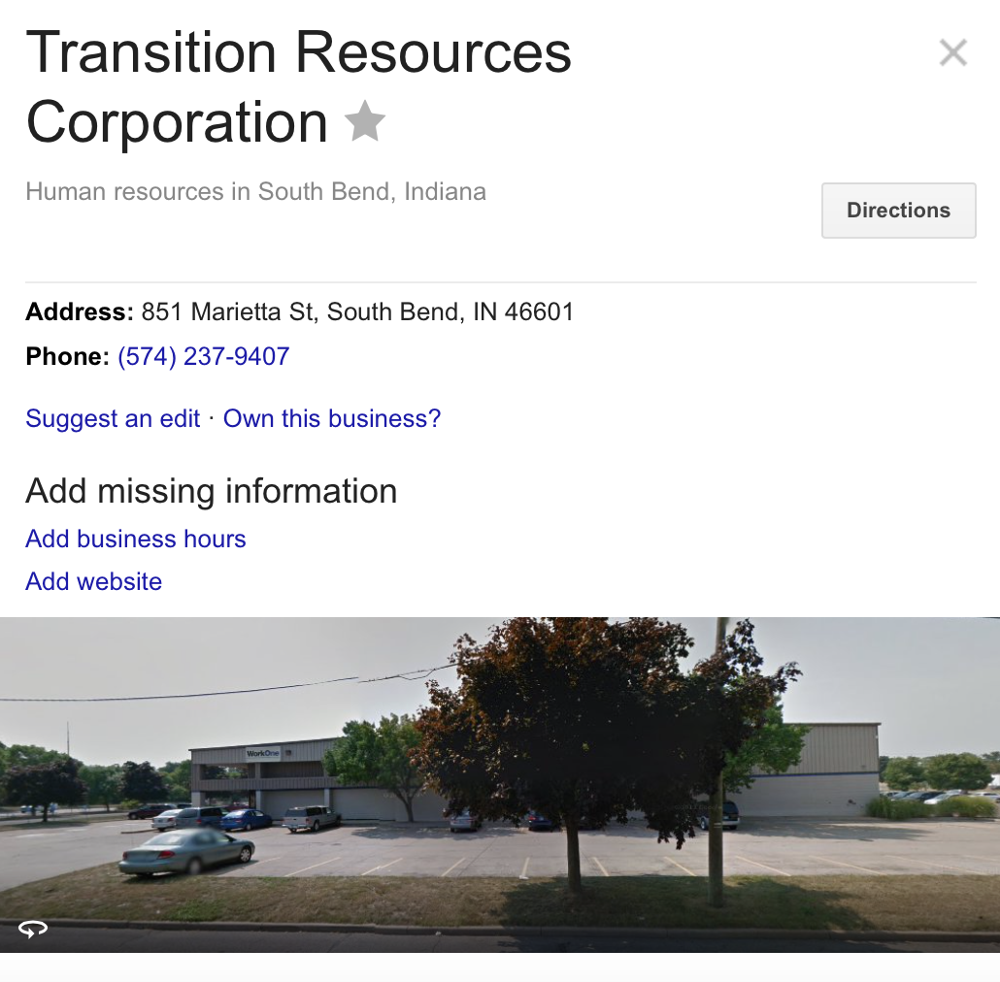 Transition Resources
Corporation
Human resources in South Bend, Indiana
Directions
Address: 851 Marietta St, South Bend, IN 46601
Phone: (574) 237-9407
Suggest an edit · Own this business?
Add missing information
Add business hours
Add website
WorkOne